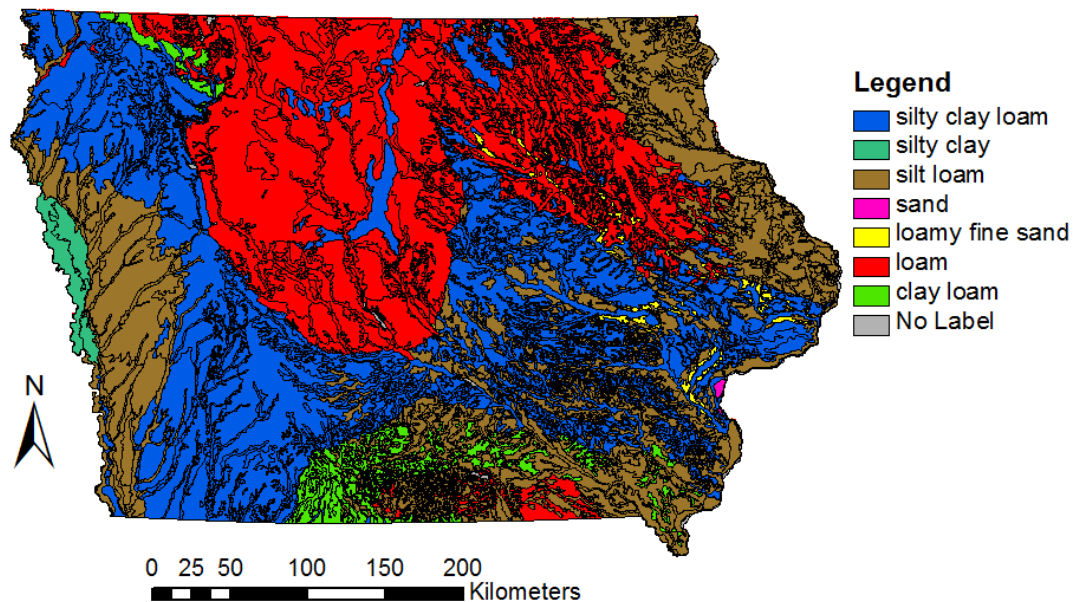 Legend
silty clay loam
silty clay
silt loam
sand
loamy fine sand
loam
clay loam
No Label
N
0 25 50 100 150 200
Kilometers